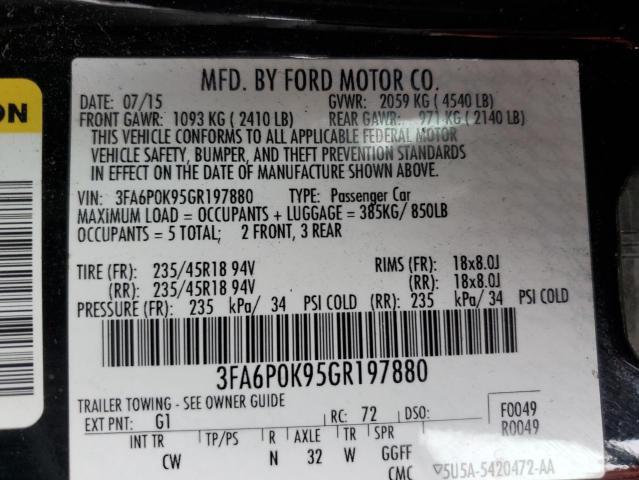 ON
MFD. BY FORD MOTOR CO.
DATE: 07/15 GVWR: 2059 KG ( 4540 LB)
FRONT GAWR: 1093 KG ( 2410 LB) REAR GAWR: 971 KG ( 2140 LB)
THIS VEHICLE CONFORMS TO ALL APPLICABLE FEDERAL MOTOR
VEHICLE SAFETY, BUMPER, AND THEFT PREVENTION STANDARDS
IN EFFECT ON THE DATE OF MANUFACTURE SHOWN ABOVE.
VIN: 3FA6P0K95GR197880 TYPE: Passenger Car
MAXIMUM LOAD = OCCUPANTS + LUGGAGE = 385KG/ 850LB
OCCUPANTS = 5 TOTAL; 2 FRONT, 3 REAR
TIRE (FR): 235/45R18 94V RIMS (FR): 18x8.0J
(RR): 235/45R18 94V (RR): 18x8.0J
PRESSURE (FR): 235 kPa/ 34 PSI COLD (RR): 235 kPa/ 34 PSI COLD
3FA6P0K95GR197880
TRAILER TOWING - SEE OWNER GUIDE
EXT PNT: G1 RC: 72 DSO: F0049
R0049
INT TR TP/PS R AXLE TR SPR
CW N 32 W GGFF
CMC 5U5A-5420472-AA